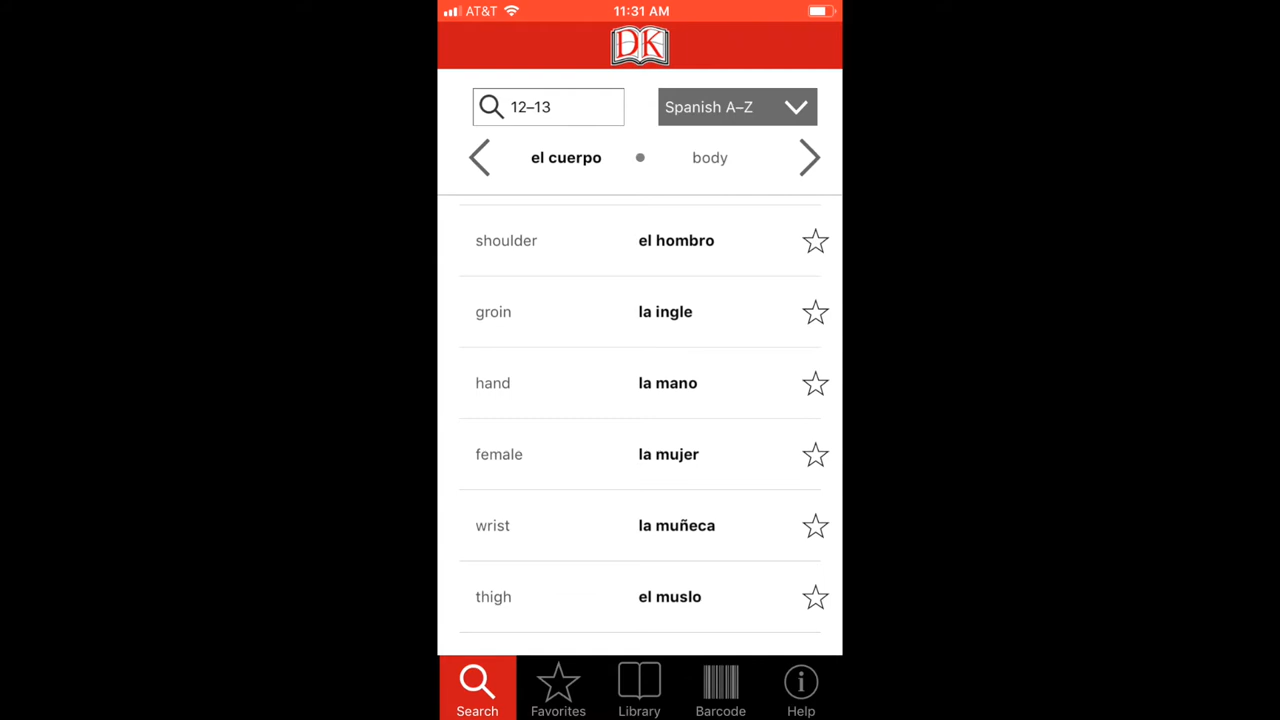 AT&T 11:31 AM
DK
12–13 Spanish A–Z
el cuerpo • body
shoulder el hombro
groin la ingle
hand la mano
female la mujer
wrist la muñeca
thigh el muslo
Search Favorites Library Barcode Help